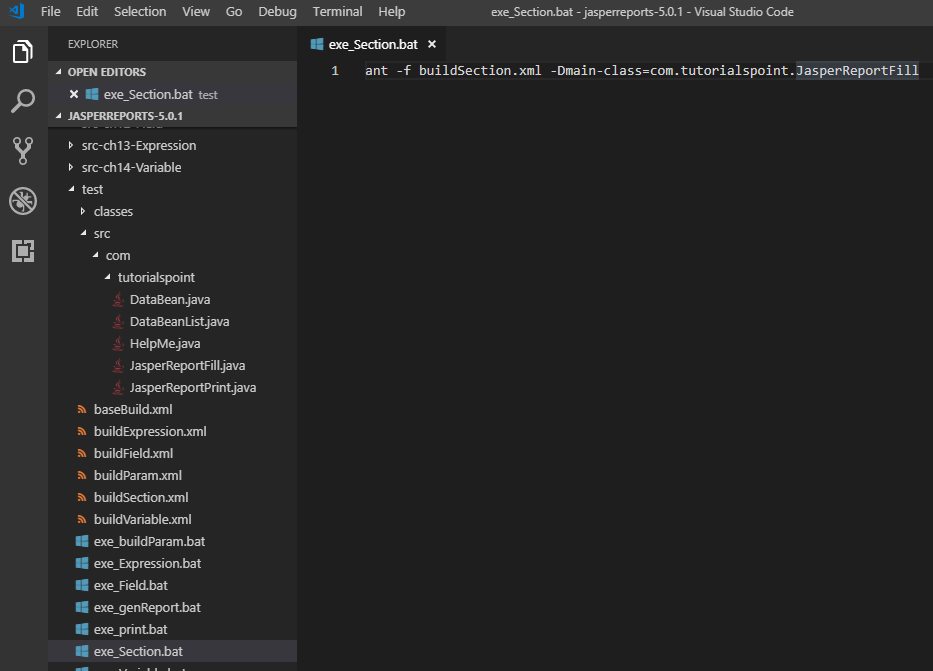 File Edit Selection View Go Debug Terminal Help exe_Section.bat - jasperreports-5.0.1 - Visual Studio Code
EXPLORER
OPEN EDITORS
exe_Section.bat test
JASPERREPORTS-5.0.1
src-ch13-Expression
src-ch14-Variable
test
classes
src
com
tutorialspoint
DataBean.java
DataBeanList.java
HelpMe.java
JasperReportFill.java
JasperReportPrint.java
baseBuild.xml
buildExpression.xml
buildField.xml
buildParam.xml
buildSection.xml
buildVariable.xml
exe_buildParam.bat
exe_Expression.bat
exe_Field.bat
exe_genReport.bat
exe_print.bat
exe_Section.bat
exe_Section.bat
1 ant -f buildSection.xml -Dmain-class=com.tutorialspoint.JasperReportFill